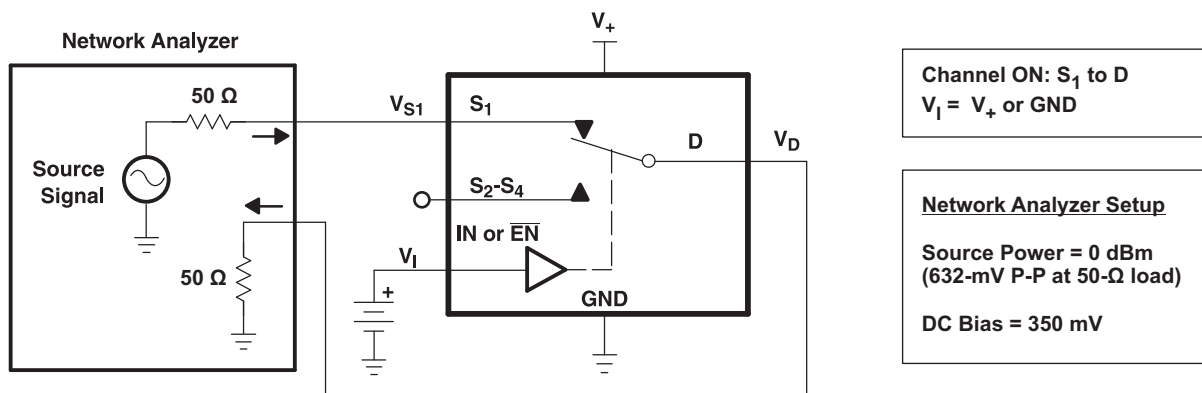 Network Analyzer
50 Ω
Source
Signal
50 Ω
V+
VS1
S1
D
VD
S2-S4
IN or E̅N̅
VI
+
GND
Channel ON: S1 to D
VI = V+ or GND
Network Analyzer Setup
Source Power = 0 dBm
(632-mV P-P at 50-Ω load)
DC Bias = 350 mV